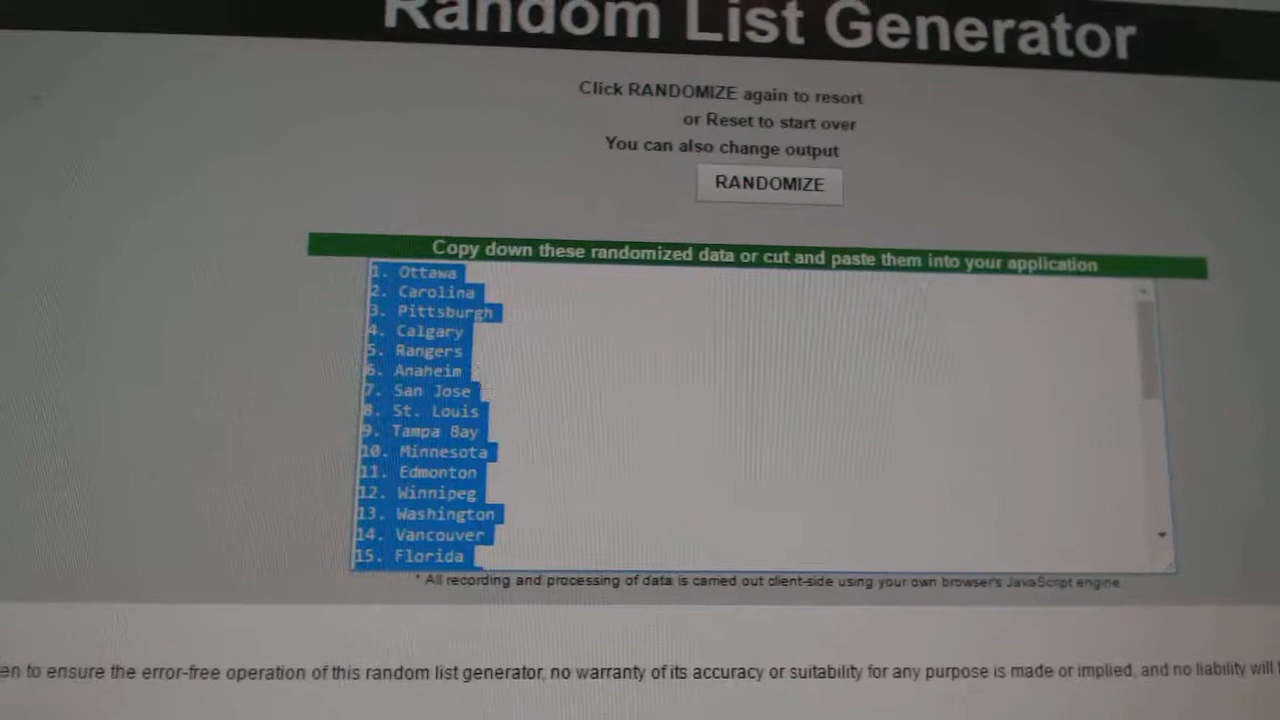 Random List Generator
Click RANDOMIZE again to resort
or Reset to start over
You can also change output
RANDOMIZE
Copy down these randomized data or cut and paste them into your application
1. Ottawa
2. Carolina
3. Pittsburgh
4. Calgary
5. Rangers
6. Anaheim
7. San Jose
8. St. Louis
9. Tampa Bay
10. Minnesota
11. Edmonton
12. Winnipeg
13. Washington
14. Vancouver
15. Florida
* All recording and processing of data is carried out client-side using your own browser's JavaScript engine
en to ensure the error-free operation of this random list generator, no warranty of its accuracy or suitability for any purpose is made or implied, and no liability will